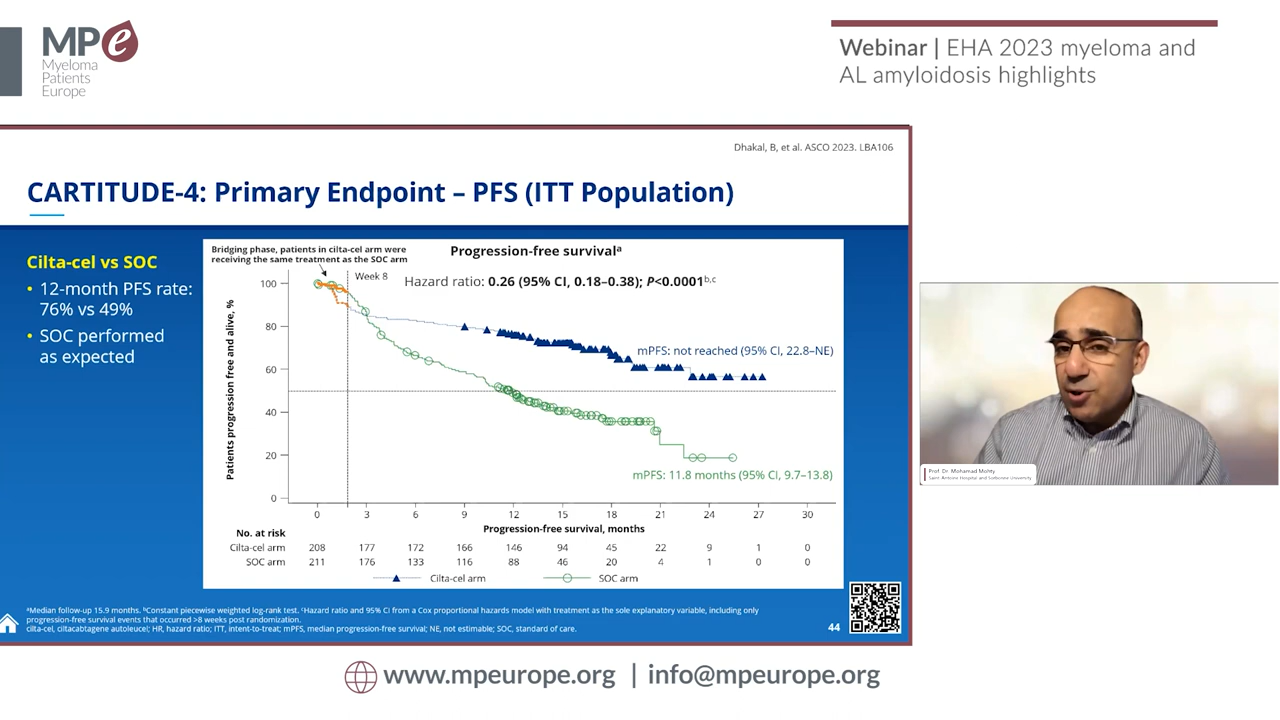 MPe
Myeloma
Patients
Europe
Webinar | EHA 2023 myeloma and
AL amyloidosis highlights
Dhakal, B, et al. ASCO 2023. LBA106
CARTITUDE-4: Primary Endpoint – PFS (ITT Population)
Cilta-cel vs SOC
• 12-month PFS rate:
76% vs 49%
• SOC performed
as expected
Bridging phase, patients in cilta-cel arm were
receiving the same treatment as the SOC arm
Progression-free survivalᵃ
Week 8
Hazard ratio: 0.26 (95% CI, 0.18–0.38); P<0.0001ᵇ,ᶜ
Patients progression free and alive, %
100
80
60
40
20
0
mPFS: not reached (95% CI, 22.8–NE)
mPFS: 11.8 months (95% CI, 9.7–13.8)
0 3 6 9 12 15 18 21 24 27 30
Progression-free survival, months
No. at risk
Cilta-cel arm 208 177 172 166 146 94 45 22 9 1 0
SOC arm 211 176 133 116 88 46 20 4 1 0 0
Cilta-cel arm SOC arm
ᵃMedian follow-up 15.9 months. ᵇConstant piecewise weighted log-rank test. ᶜHazard ratio and 95% CI from a Cox proportional hazards model with treatment as the sole explanatory variable, including only
progression-free survival events that occurred >8 weeks post randomization.
cilta-cel, ciltacabtagene autoleucel; HR, hazard ratio; ITT, intent-to-treat; mPFS, median progression-free survival; NE, not estimable; SOC, standard of care.
44
Prof. Dr. Mohamad Mohty
Saint Antoine Hospital and Sorbonne University
www.mpeurope.org | info@mpeurope.org